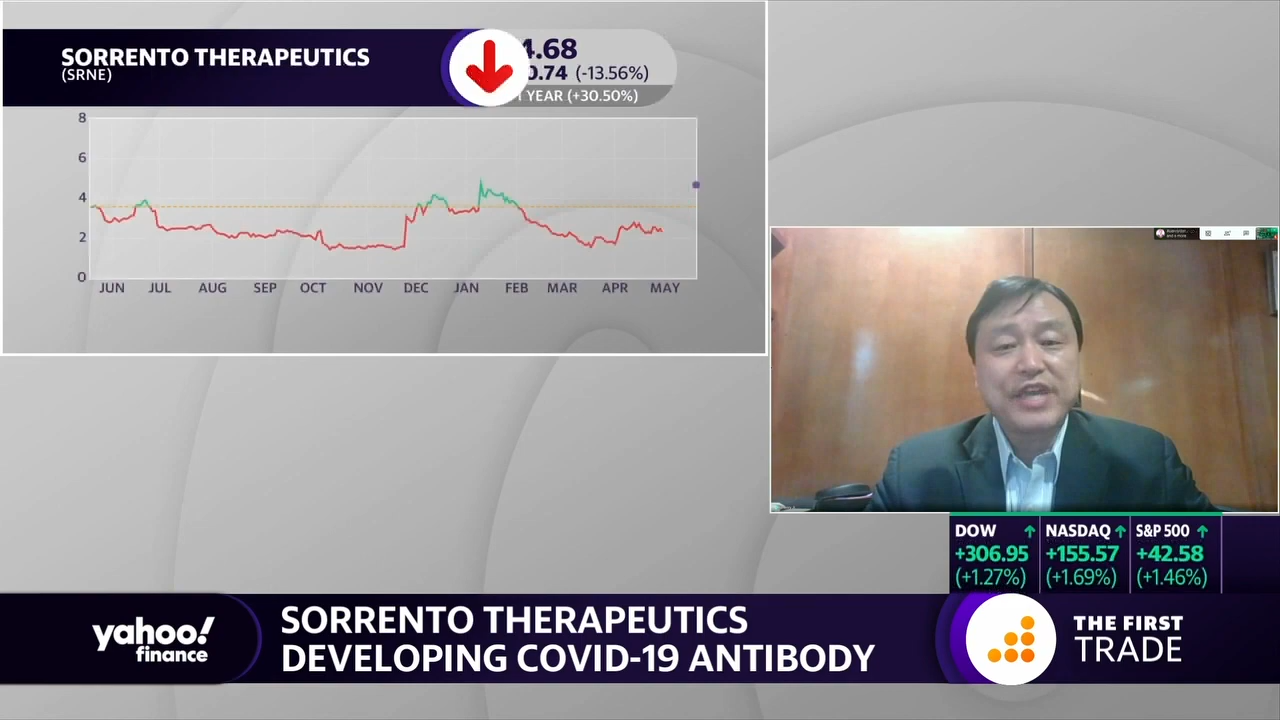 SORRENTO THERAPEUTICS
(SRNE)
4.68
0.74 (-13.56%)
1 YEAR (+30.50%)
8
6
4
2
0
JUN JUL AUG SEP OCT NOV DEC JAN FEB MAR APR MAY
DOW NASDAQ S&P 500
+306.95 +155.57 +42.58
(+1.27%) (+1.69%) (+1.46%)
yahoo!
finance
SORRENTO THERAPEUTICS
DEVELOPING COVID-19 ANTIBODY
THE FIRST
TRADE